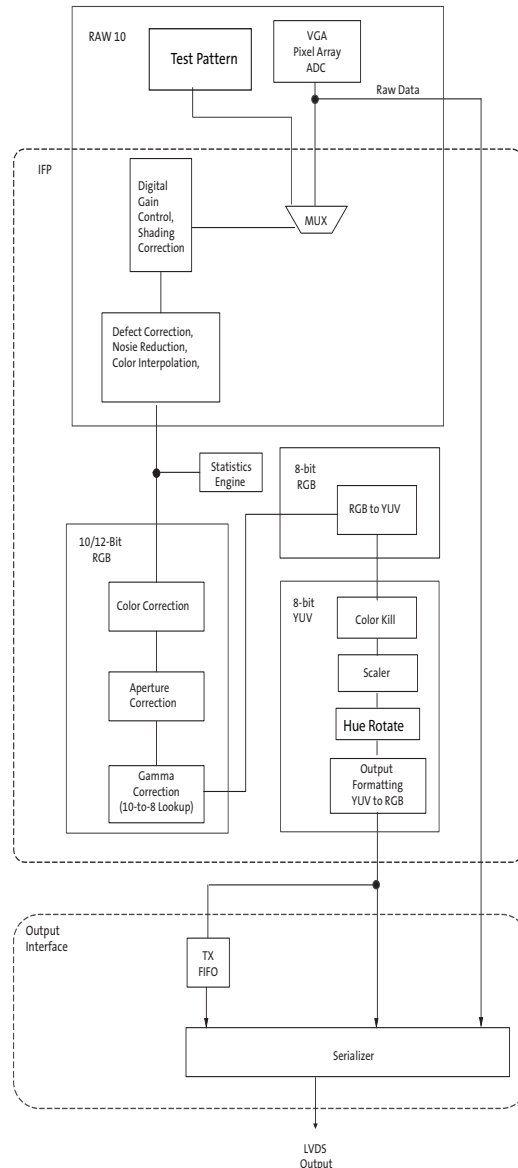 RAW 10
Test Pattern
VGA
Pixel Array
ADC
Raw Data
IFP
Digital
Gain
Control,
Shading
Correction
MUX
Defect Correction,
Nosie Reduction,
Color Interpolation,
Statistics
Engine
8-bit
RGB
RGB to YUV
10/12-Bit
RGB
Color Correction
Aperture
Correction
Gamma
Correction
(10-to-8 Lookup)
8-bit
YUV
Color Kill
Scaler
Hue Rotate
Output
Formatting
YUV to RGB
Output
Interface
TX
FIFO
Serializer
LVDS
Output